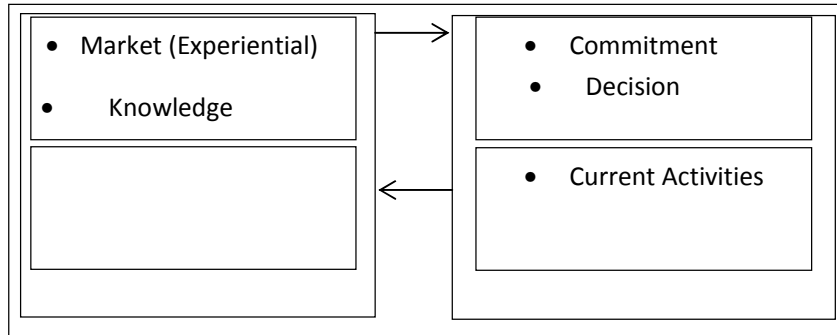 • Market (Experiential)
• Knowledge
• Commitment
• Decision
• Current Activities